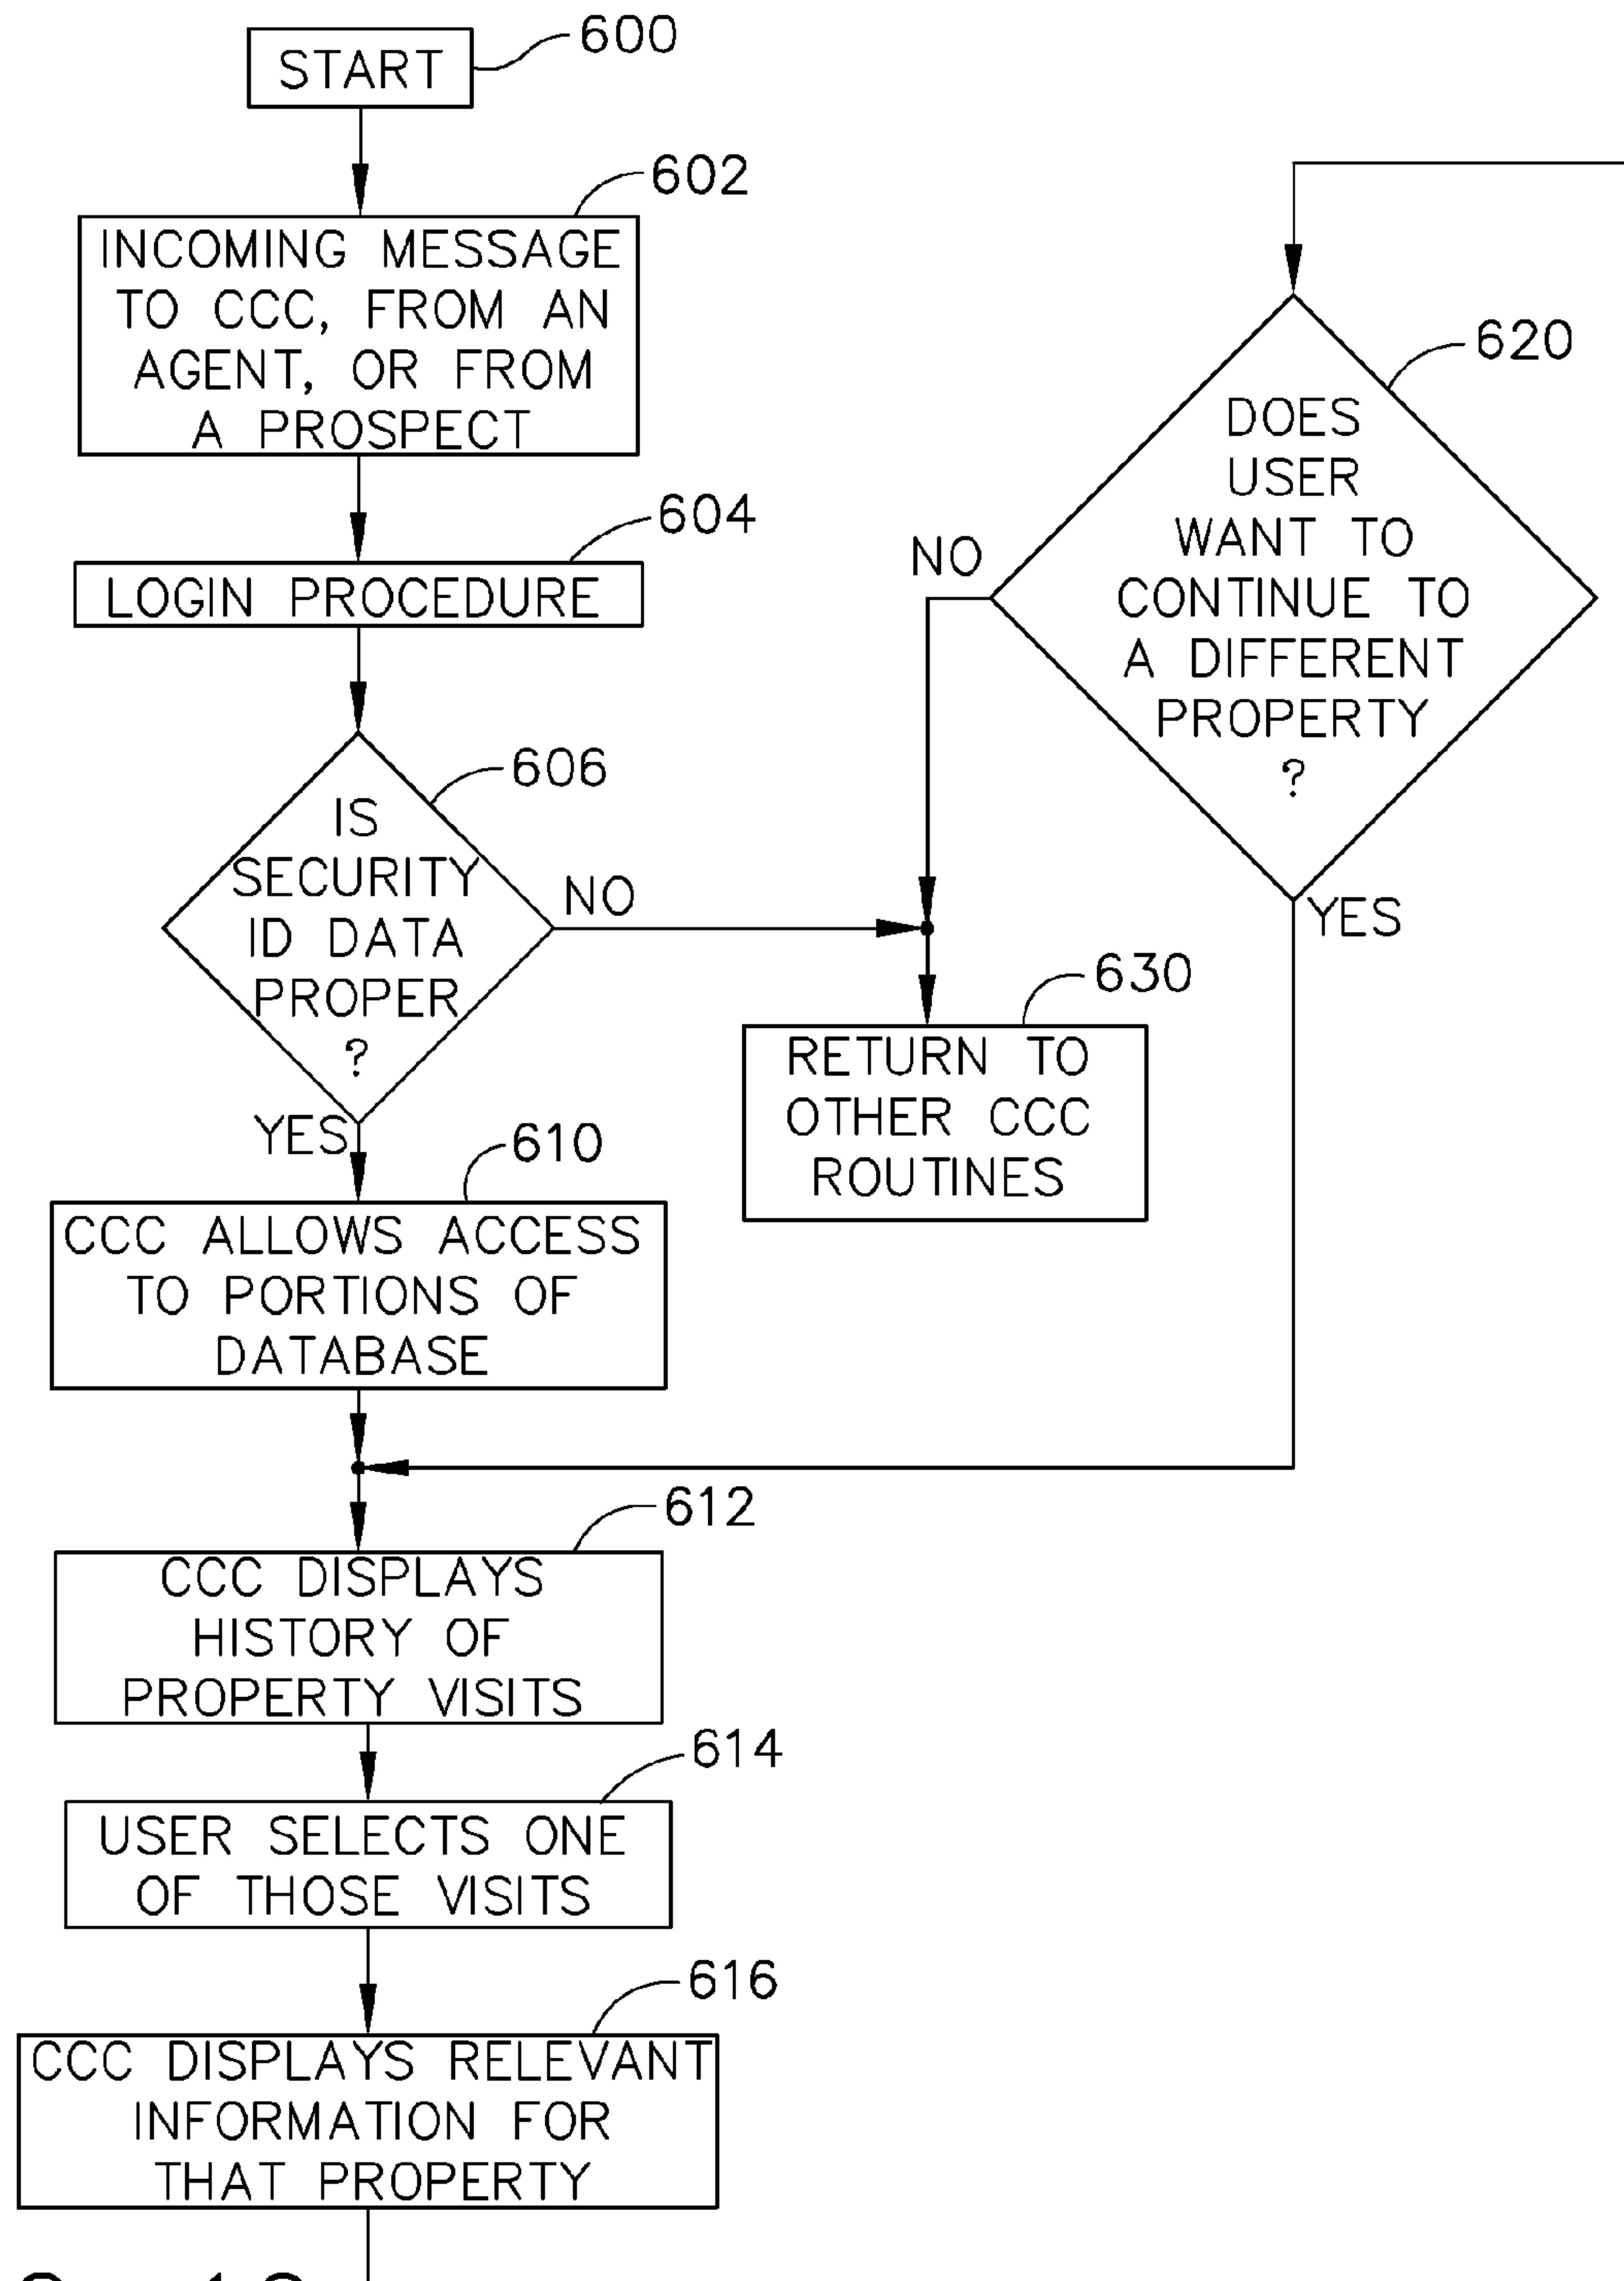 START
600
602
INCOMING MESSAGE
TO CCC, FROM AN
AGENT, OR FROM
A PROSPECT
604
LOGIN PROCEDURE
606
IS
SECURITY
ID DATA
PROPER
?
NO
YES
610
CCC ALLOWS ACCESS
TO PORTIONS OF
DATABASE
612
CCC DISPLAYS
HISTORY OF
PROPERTY VISITS
614
USER SELECTS ONE
OF THOSE VISITS
616
CCC DISPLAYS RELEVANT
INFORMATION FOR
THAT PROPERTY
620
DOES
USER
WANT TO
CONTINUE TO
A DIFFERENT
PROPERTY
?
NO
YES
630
RETURN TO
OTHER CCC
ROUTINES